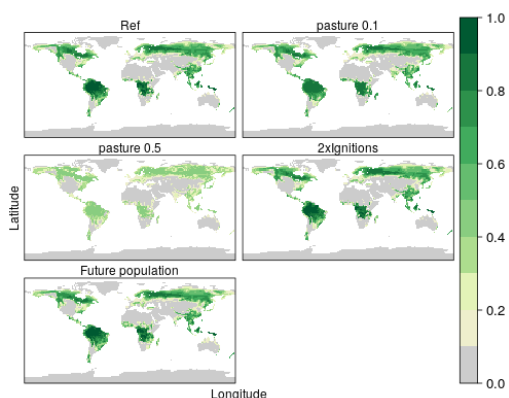 Ref
pasture 0.1
pasture 0.5
2xIgnitions
Future population
Latitude
Longitude
1.0
0.8
0.6
0.4
0.2
0.0